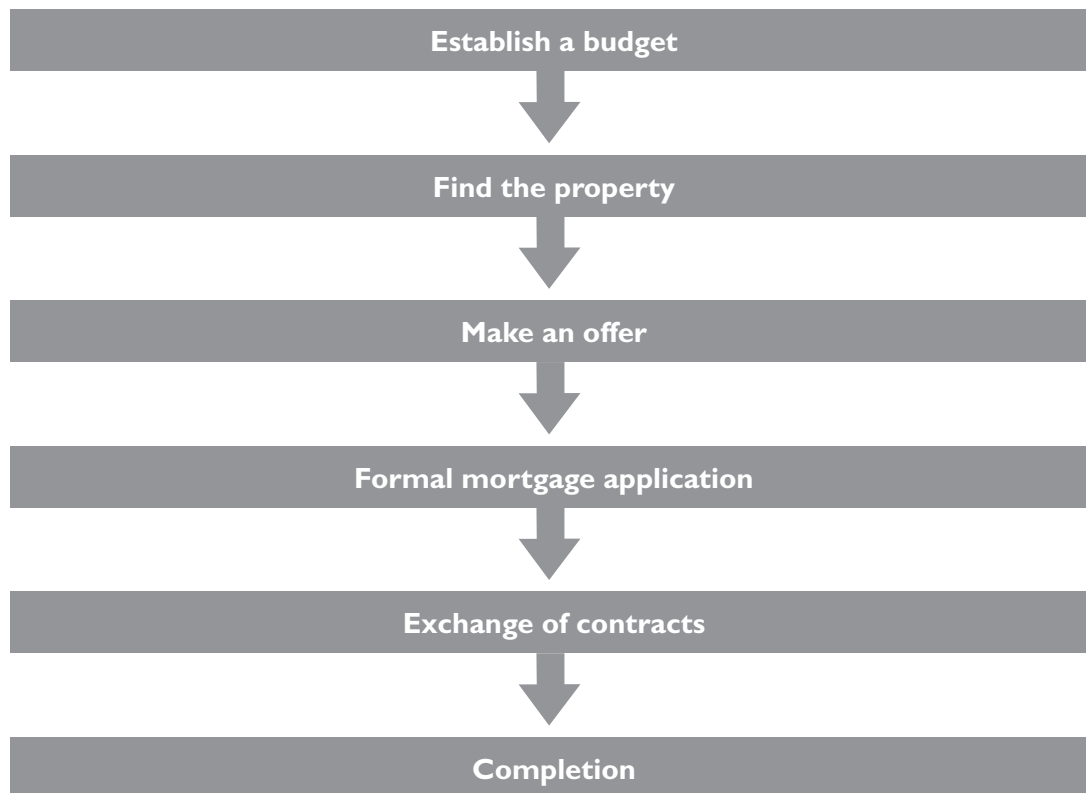 Establish a budget
Find the property
Make an offer
Formal mortgage application
Exchange of contracts
Completion